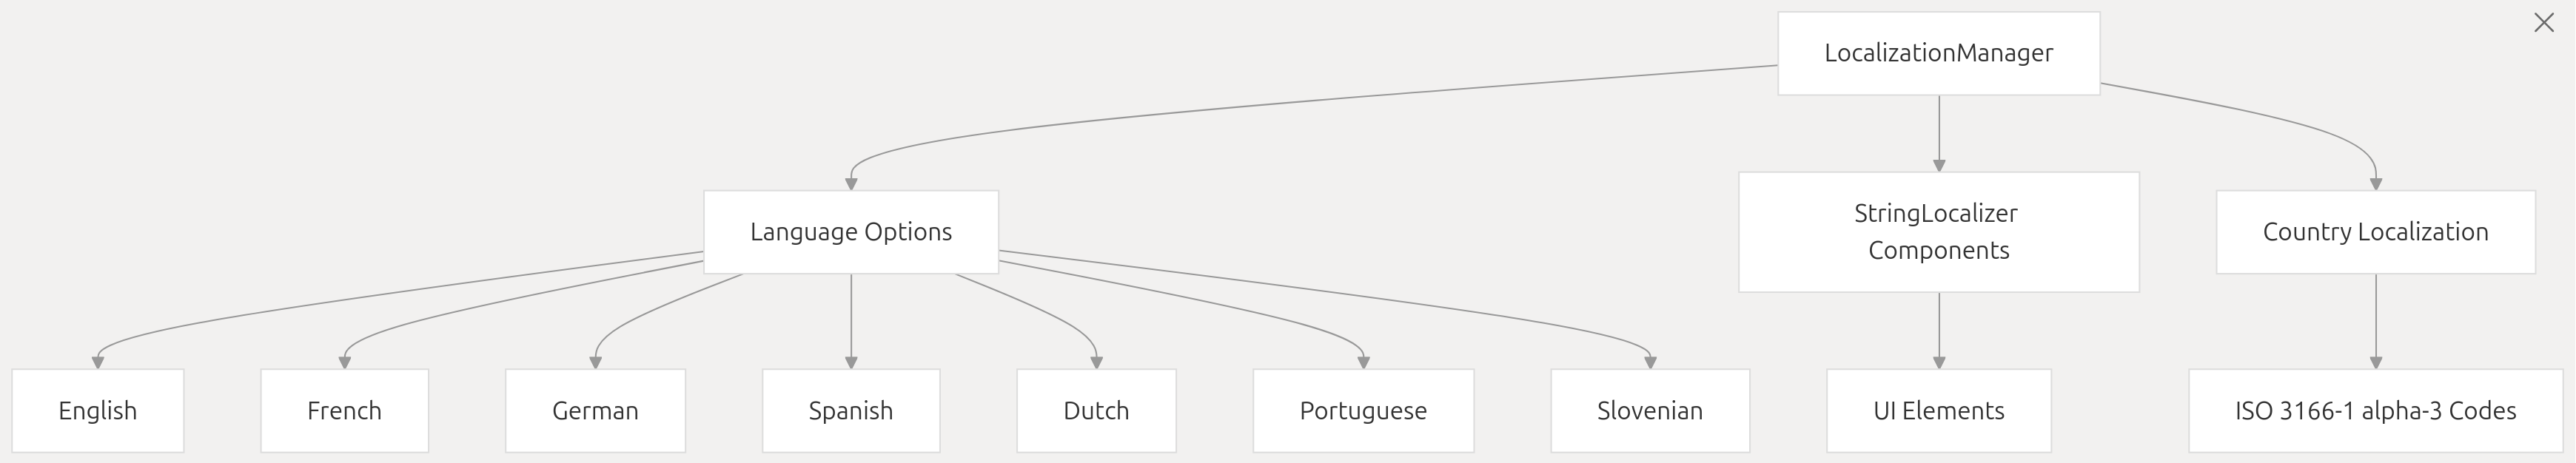 LocalizationManager
Language Options
StringLocalizer
Components
Country Localization
English
French
German
Spanish
Dutch
Portuguese
Slovenian
UI Elements
ISO 3166-1 alpha-3 Codes